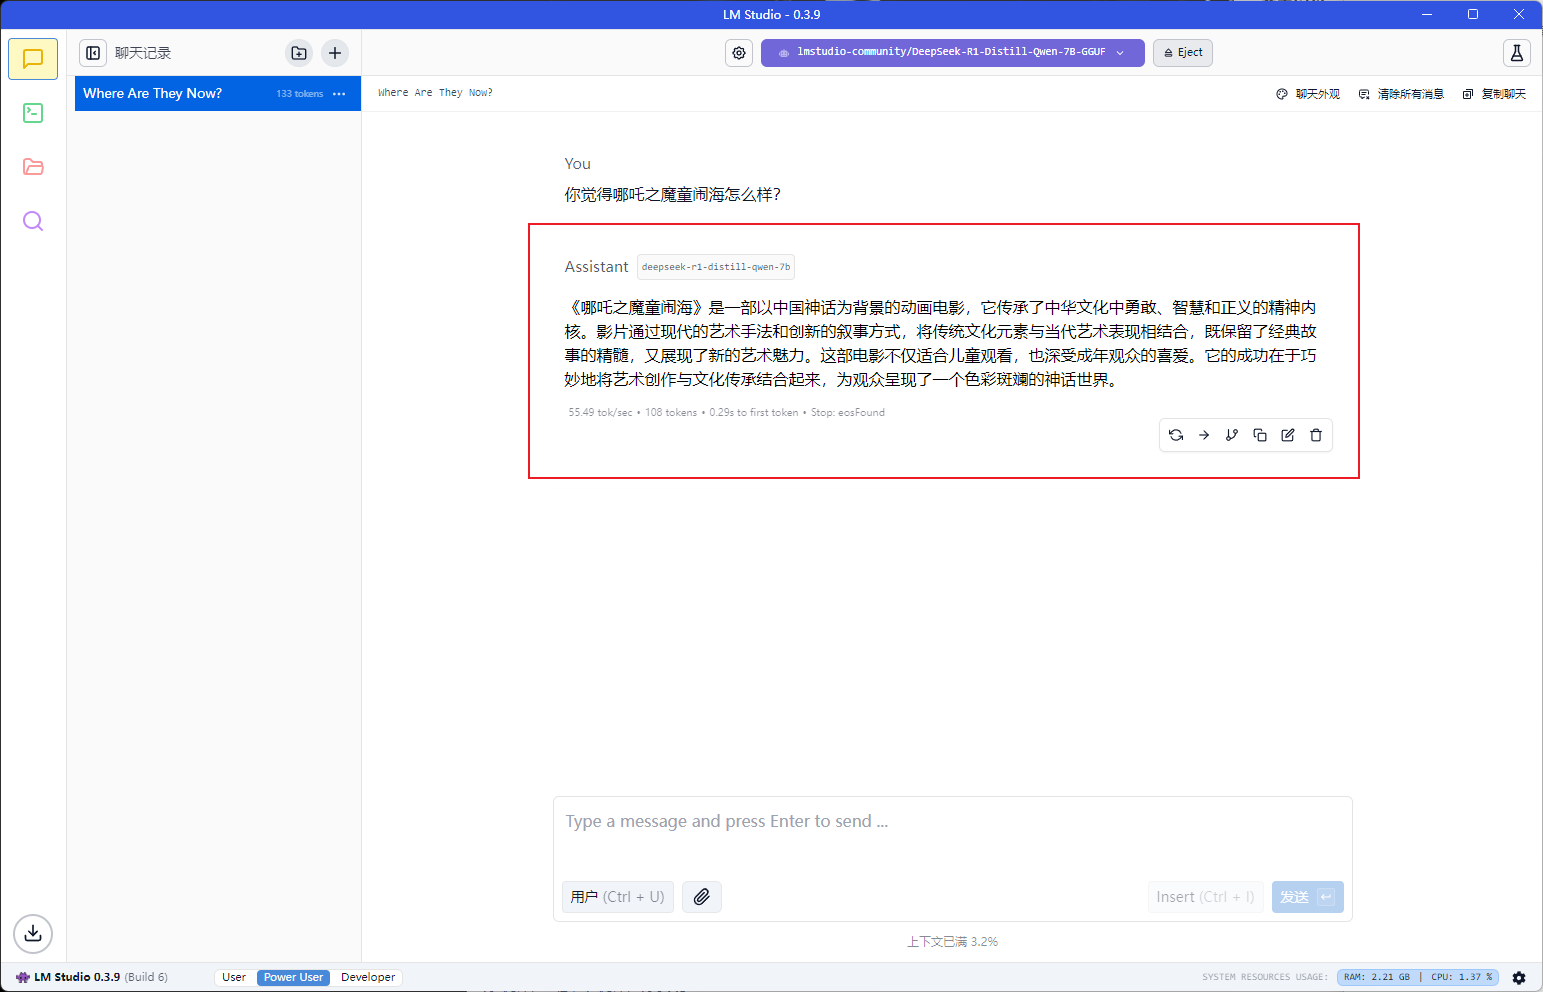 LM Studio - 0.3.9
聊天记录
lmstudio-community/DeepSeek-R1-Distill-Qwen-7B-GGUF
Eject
Where Are They Now?
133 tokens
Where Are They Now?
聊天外观
清除所有消息
复制聊天
You
你觉得哪吒之魔童闹海怎么样？
Assistant
deepseek-r1-distill-qwen-7b
《哪吒之魔童闹海》是一部以中国神话为背景的动画电影，它传承了中华文化中勇敢、智慧和正义的精神内
核。影片通过现代的艺术手法和创新的叙事方式，将传统文化元素与当代艺术表现相结合，既保留了经典故
事的精髓，又展现了新的艺术魅力。这部电影不仅适合儿童观看，也深受成年观众的喜爱。它的成功在于巧
妙地将艺术创作与文化传承结合起来，为观众呈现了一个色彩斑斓的神话世界。
55.49 tok/sec • 108 tokens • 0.29s to first token • Stop: eosFound
Type a message and press Enter to send ...
用户 (Ctrl + U)
Insert (Ctrl + I)
发送
上下文已满 3.2%
LM Studio 0.3.9 (Build 6)
User
Power User
Developer
SYSTEM RESOURCES USAGE:
RAM: 2.21 GB | CPU: 1.37 %